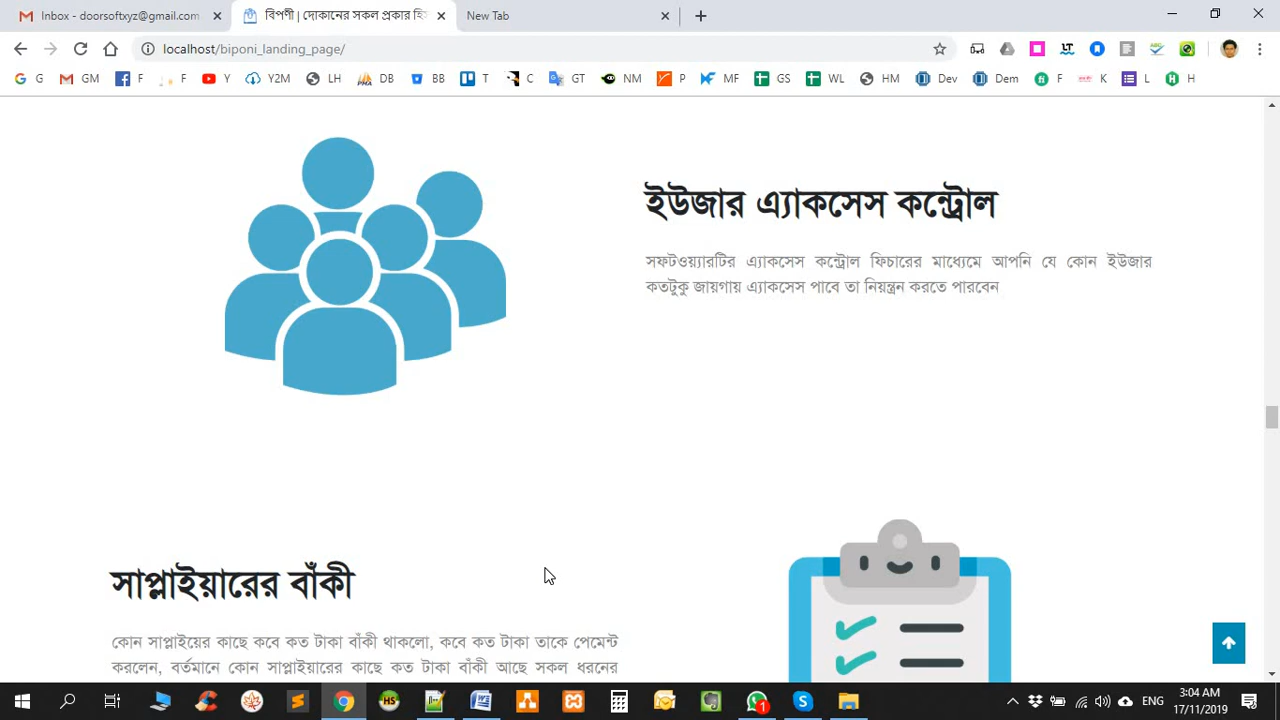 Inbox - doorsoftxyz@gmail.com
বিপণী | দোকানের সকল প্রকার হি
New Tab
localhost/biponi_landing_page/
G GM F F Y Y2M LH DB BB T C GT NM P MF GS WL HM Dev Dem F K L H
ইউজার এ্যাকসেস কন্ট্রোল
সফটওয়্যারটির এ্যাকসেস কন্ট্রোল ফিচারের মাধ্যেমে আপনি যে কোন ইউজার
কতটুকু জায়গায় এ্যাকসেস পাবে তা নিয়ন্ত্রন করতে পারবেন
সাপ্লাইয়ারের বাঁকী
কোন সাপ্লাইয়ের কাছে কবে কত টাকা বাঁকী থাকলো, কবে কত টাকা তাকে পেমেন্ট
করলেন, বর্তমানে কোন সাপ্লাইয়ারের কাছে কত টাকা বাঁকী আছে সকল ধরনের
ENG
3:04 AM
17/11/2019